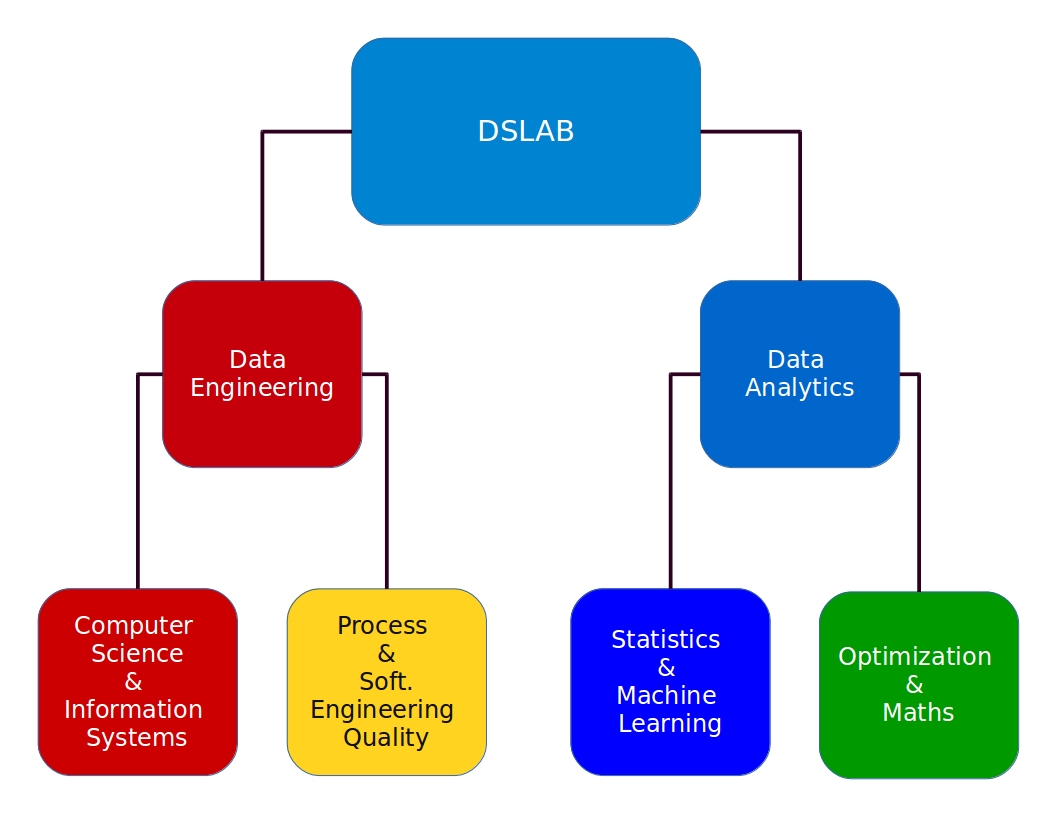 DSLAB
Data
Engineering
Data
Analytics
Computer
Science
&
Information
Systems
Process
&
Soft.
Engineering
Quality
Statistics
&
Machine
Learning
Optimization
&
Maths